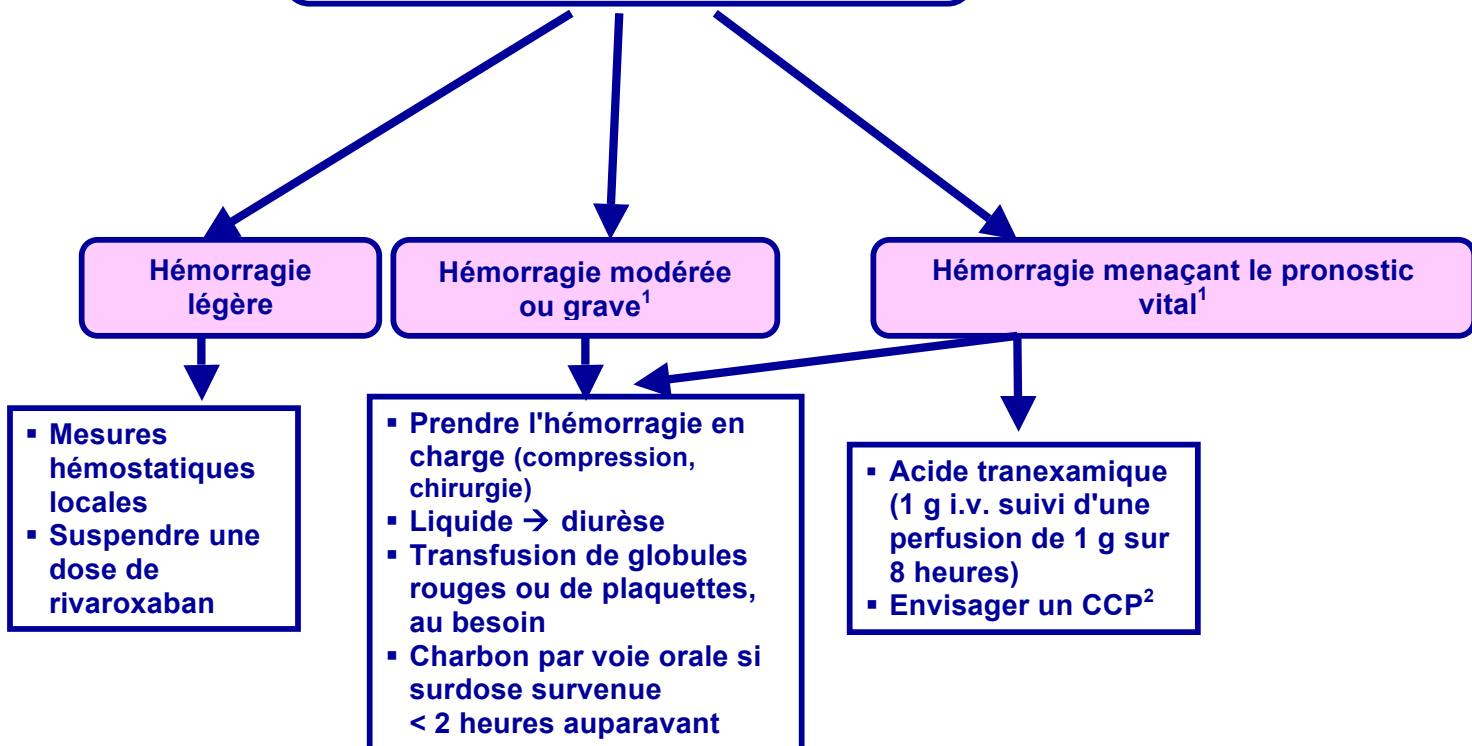 Hémorragie
légère
Hémorragie modérée
ou grave1
Hémorragie menaçant le pronostic
vital1
▪ Mesures
hémostatiques
locales
▪ Suspendre une
dose de
rivaroxaban
▪ Prendre l'hémorragie en
charge (compression,
chirurgie)
▪ Liquide → diurèse
▪ Transfusion de globules
rouges ou de plaquettes,
au besoin
▪ Charbon par voie orale si
surdose survenue
< 2 heures auparavant
▪ Acide tranexamique
(1 g i.v. suivi d'une
perfusion de 1 g sur
8 heures)
▪ Envisager un CCP2